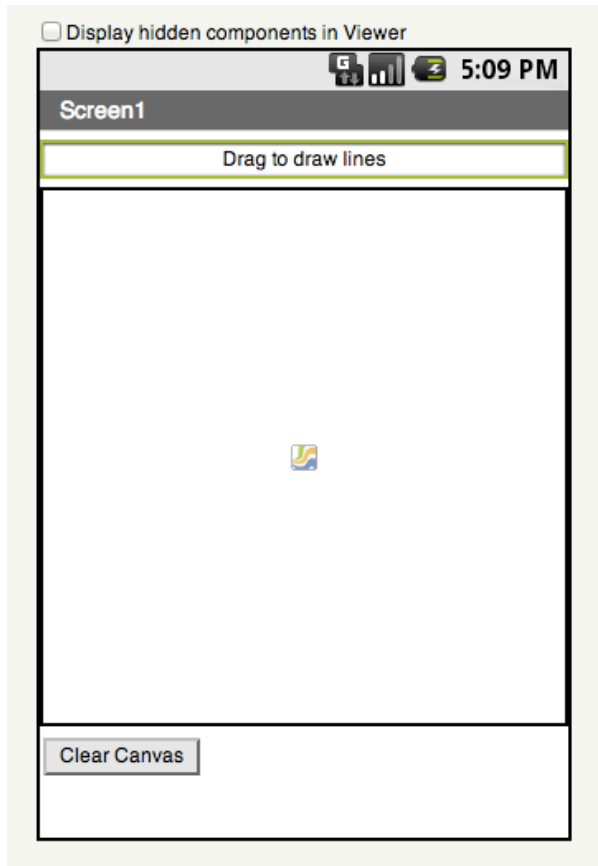 Display hidden components in Viewer
G 5:09 PM
Screen1
Drag to draw lines
Clear Canvas